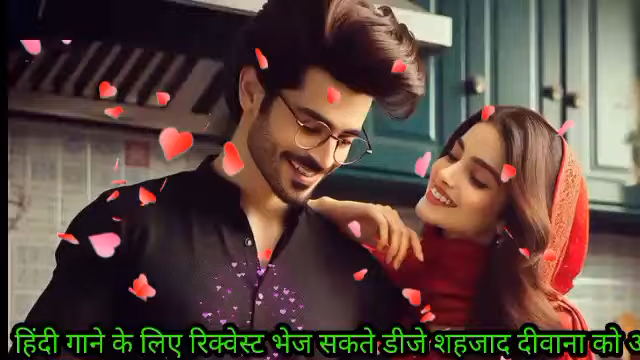 हिंदी गाने के लिए रिक्वेस्ट भेज सकते डीजे शहजाद दीवाना को